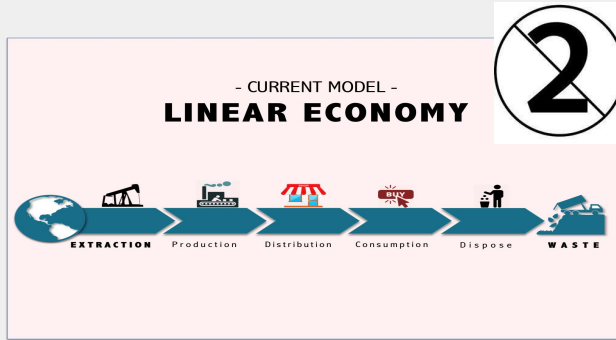 - CURRENT MODEL -
LINEAR ECONOMY
2
BUY
EXTRACTION Production Distribution Consumption Dispose WASTE